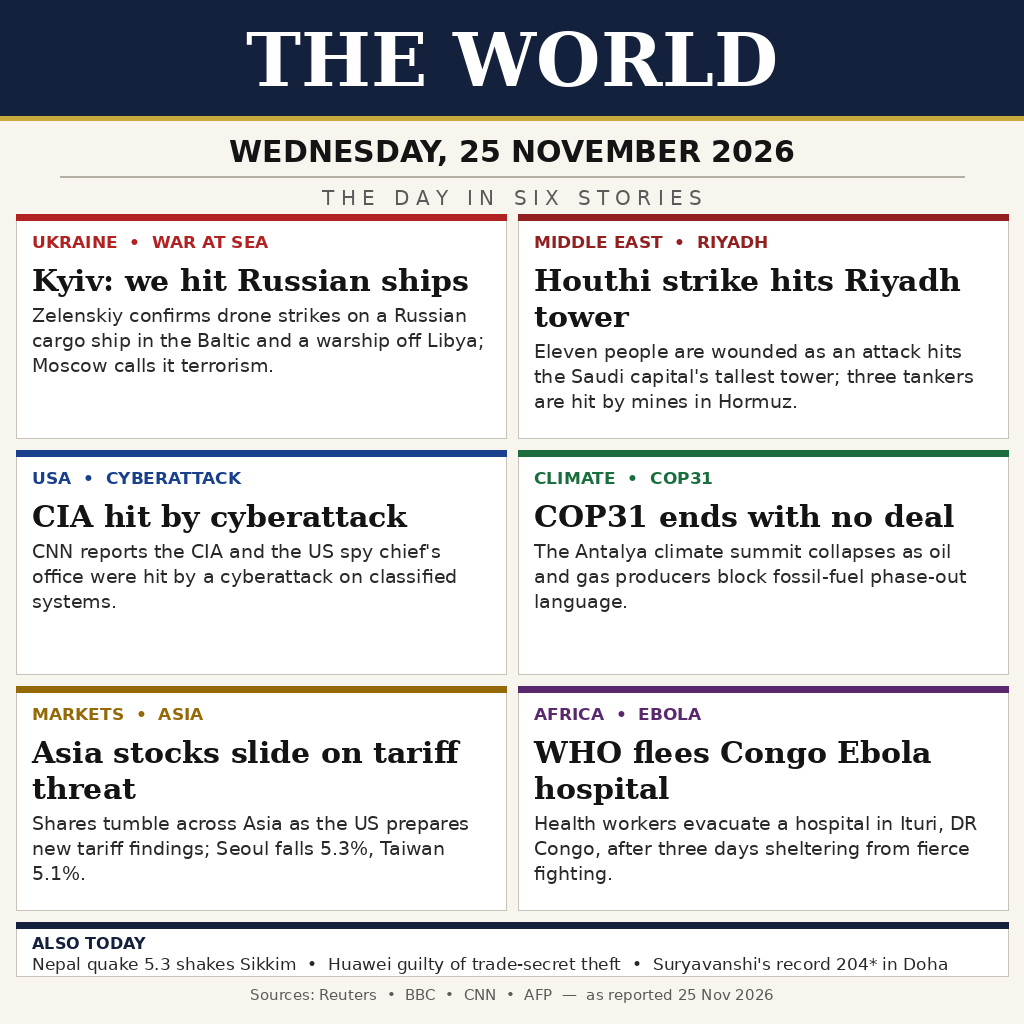 THE WORLD
WEDNESDAY, 25 NOVEMBER 2026
THE DAY IN SIX STORIES
UKRAINE • WAR AT SEA
Kyiv: we hit Russian ships
Zelenskiy confirms drone strikes on a Russian
cargo ship in the Baltic and a warship off Libya;
Moscow calls it terrorism.
MIDDLE EAST • RIYADH
Houthi strike hits Riyadh
tower
Eleven people are wounded as an attack hits
the Saudi capital's tallest tower; three tankers
are hit by mines in Hormuz.
USA • CYBERATTACK
CIA hit by cyberattack
CNN reports the CIA and the US spy chief's
office were hit by a cyberattack on classified
systems.
CLIMATE • COP31
COP31 ends with no deal
The Antalya climate summit collapses as oil
and gas producers block fossil-fuel phase-out
language.
MARKETS • ASIA
Asia stocks slide on tariff
threat
Shares tumble across Asia as the US prepares
new tariff findings; Seoul falls 5.3%, Taiwan
5.1%.
AFRICA • EBOLA
WHO flees Congo Ebola
hospital
Health workers evacuate a hospital in Ituri, DR
Congo, after three days sheltering from fierce
fighting.
ALSO TODAY
Nepal quake 5.3 shakes Sikkim • Huawei guilty of trade-secret theft • Suryavanshi's record 204* in Doha
Sources: Reuters • BBC • CNN • AFP — as reported 25 Nov 2026